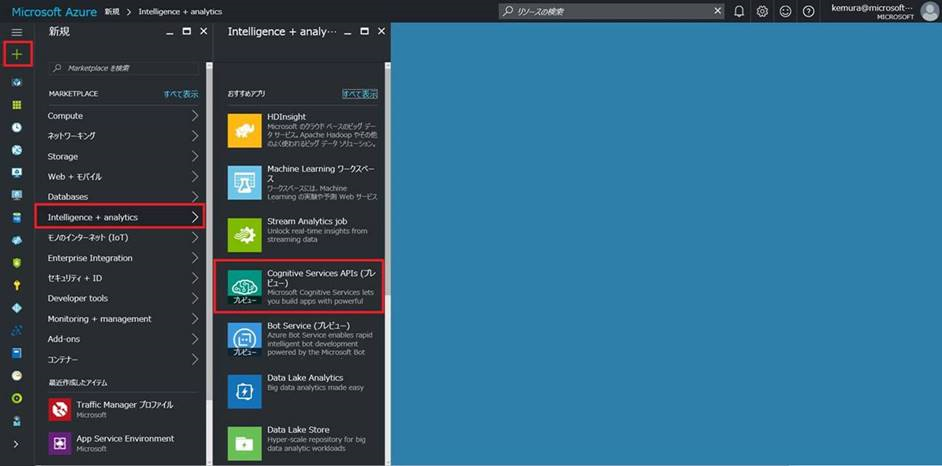 Microsoft Azure 新規 > Intelligence + analytics
リソースの検索
kemura@microsoft···
MICROSOFT
新規
Marketplace を検索
MARKETPLACE すべて表示
Compute
ネットワーキング
Storage
Web + モバイル
Databases
Intelligence + analytics
モノのインターネット (IoT)
Enterprise Integration
セキュリティ + ID
Developer tools
Monitoring + management
Add-ons
コンテナー
最近作成したアイテム
Traffic Manager プロファイル
Microsoft
App Service Environment
Microsoft
Intelligence + analy···
おすすめアプリ すべて表示
HDInsight
Microsoft のクラウド ベースのビッグ デー
タ サービス。Apache Hadoop やその他
のよく使われるビッグ データ ソリューション。
Machine Learning ワークスペー
ス
ワークスペースには、Machine
Learning の実験や予測 Web サービス
Stream Analytics job
Unlock real-time insights from
streaming data
プレビュー
Cognitive Services APIs (プレ
ビュー)
Microsoft Cognitive Services lets
you build apps with powerful
プレビュー
Bot Service (プレビュー)
Azure Bot Service enables rapid
intelligent bot development
powered by the Microsoft Bot
Data Lake Analytics
Big data analytics made easy
Data Lake Store
Hyper-scale repository for big
data analytic workloads